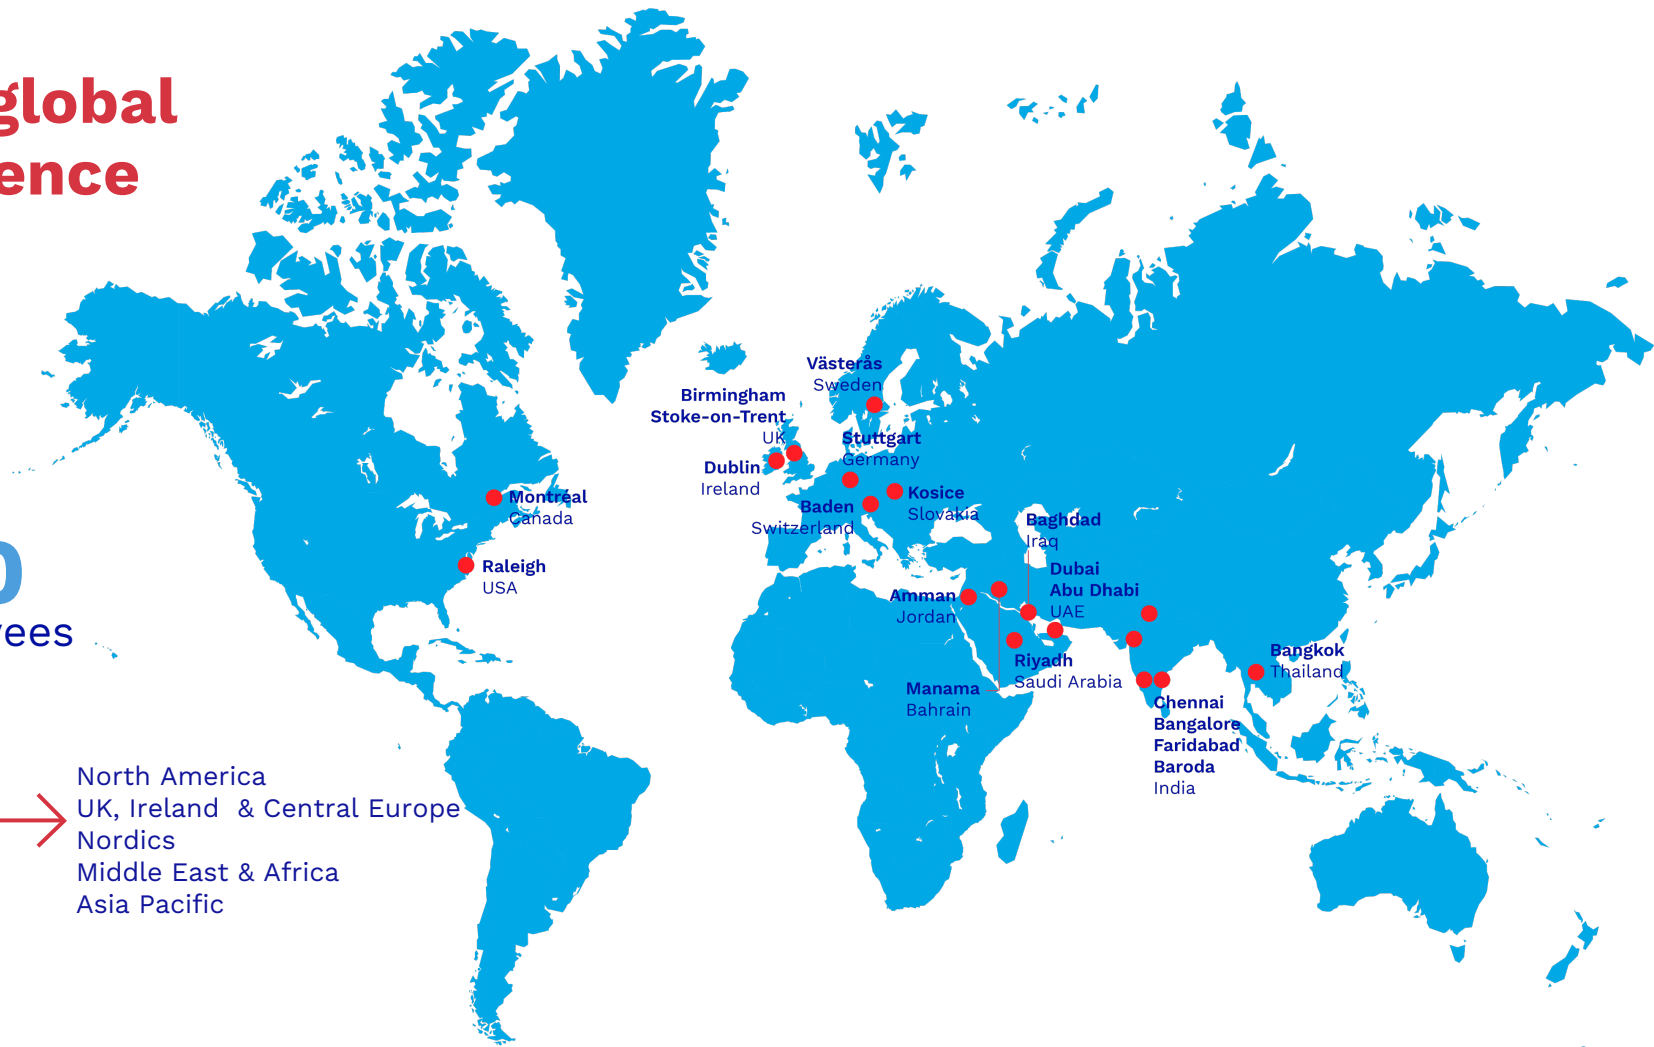 global
ence
Västerås
Sweden
Birmingham
Stoke-on-Trent
UK
Stuttgart
Germany
Dublin
Ireland
Kosice
Slovakia
Montréal
Canada
Baden
Switzerland
Baghdad
Iraq
Raleigh
USA
Dubai
Abu Dhabi
UAE
Amman
Jordan
0
yees
Bangkok
Thailand
Riyadh
Saudi Arabia
Manama
Bahrain
Chennai
Bangalore
Faridabad
Baroda
India
North America
UK, Ireland & Central Europe
Nordics
Middle East & Africa
Asia Pacific